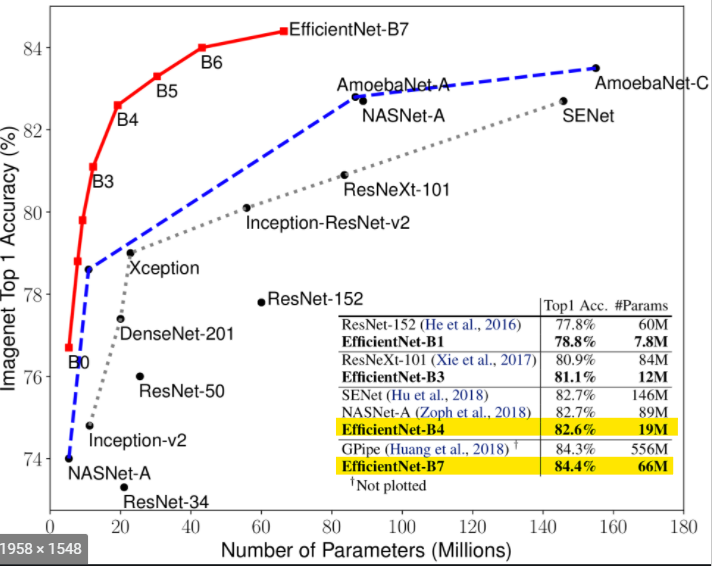 84
82
80
78
76
74
0 20 40 60 80 100 120 140 160 180
Number of Parameters (Millions)
Imagenet Top 1 Accuracy (%)
EfficientNet-B7
B6
B5
AmoebaNet-A
AmoebaNet-C
B4
NASNet-A
SENet
B3
ResNeXt-101
Inception-ResNet-v2
Xception
ResNet-152
DenseNet-201
B0
ResNet-50
Inception-v2
NASNet-A
ResNet-34
Top1 Acc. #Params
ResNet-152 (He et al., 2016) 77.8% 60M
EfficientNet-B1 78.8% 7.8M
ResNeXt-101 (Xie et al., 2017) 80.9% 84M
EfficientNet-B3 81.1% 12M
SENet (Hu et al., 2018) 82.7% 146M
NASNet-A (Zoph et al., 2018) 82.7% 89M
EfficientNet-B4 82.6% 19M
GPipe (Huang et al., 2018) † 84.3% 556M
EfficientNet-B7 84.4% 66M
†Not plotted
1958 × 1548